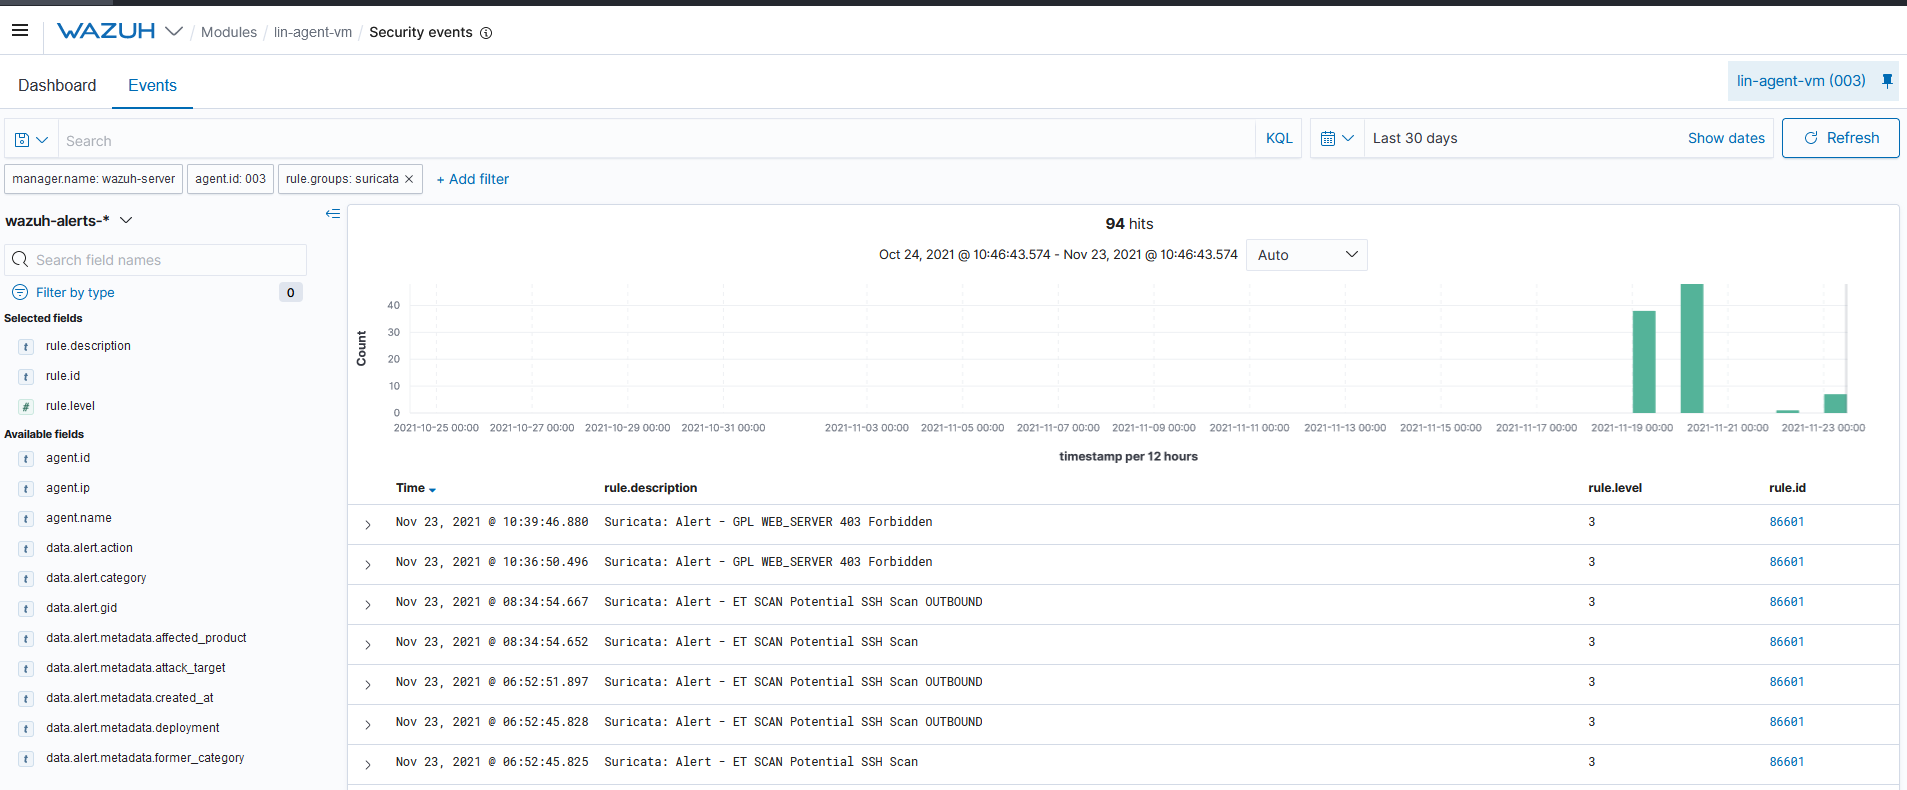 WAZUH / Modules / lin-agent-vm / Security events
Dashboard Events lin-agent-vm (003)
Search KQL Last 30 days Show dates Refresh
manager.name: wazuh-server agent.id: 003 rule.groups: suricata × + Add filter
wazuh-alerts-*
Search field names
Filter by type 0
Selected fields
t rule.description
t rule.id
# rule.level
Available fields
t agent.id
t agent.ip
t agent.name
t data.alert.action
t data.alert.category
t data.alert.gid
t data.alert.metadata.affected_product
t data.alert.metadata.attack_target
t data.alert.metadata.created_at
t data.alert.metadata.deployment
t data.alert.metadata.former_category
94 hits
Oct 24, 2021 @ 10:46:43.574 - Nov 23, 2021 @ 10:46:43.574 Auto
Count
40
30
20
10
0
2021-10-25 00:00 2021-10-27 00:00 2021-10-29 00:00 2021-10-31 00:00 2021-11-03 00:00 2021-11-05 00:00 2021-11-07 00:00 2021-11-09 00:00 2021-11-11 00:00 2021-11-13 00:00 2021-11-15 00:00 2021-11-17 00:00 2021-11-19 00:00 2021-11-21 00:00 2021-11-23 00:00
timestamp per 12 hours
Time rule.description rule.level rule.id
Nov 23, 2021 @ 10:39:46.880 Suricata: Alert - GPL WEB_SERVER 403 Forbidden 3 86601
Nov 23, 2021 @ 10:36:50.496 Suricata: Alert - GPL WEB_SERVER 403 Forbidden 3 86601
Nov 23, 2021 @ 08:34:54.667 Suricata: Alert - ET SCAN Potential SSH Scan OUTBOUND 3 86601
Nov 23, 2021 @ 08:34:54.652 Suricata: Alert - ET SCAN Potential SSH Scan 3 86601
Nov 23, 2021 @ 06:52:51.897 Suricata: Alert - ET SCAN Potential SSH Scan OUTBOUND 3 86601
Nov 23, 2021 @ 06:52:45.828 Suricata: Alert - ET SCAN Potential SSH Scan OUTBOUND 3 86601
Nov 23, 2021 @ 06:52:45.825 Suricata: Alert - ET SCAN Potential SSH Scan 3 86601